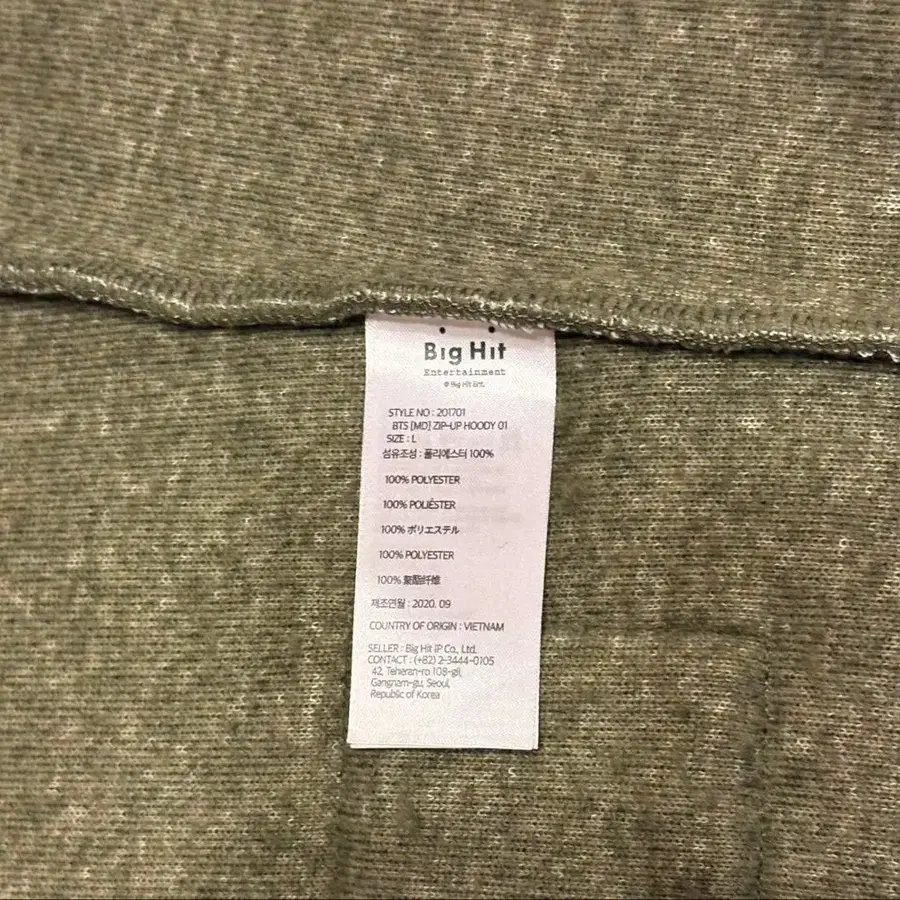 Big Hit
Entertainment
© Big Hit Ent.
STYLE NO : 201701
BTS [MD] ZIP-UP HOODY 01
SIZE : L
섬유조성 : 폴리에스터 100%
100% POLYESTER
100% POLIÉSTER
100% ポリエステル
100% POLYESTER
100% 聚酯纤维
제조연월 : 2020. 09
COUNTRY OF ORIGIN : VIETNAM
SELLER : Big Hit IP Co., Ltd.
CONTACT : (+82) 2-3444-0105
42, Teheran-ro 108-gil,
Gangnam-gu, Seoul,
Republic of Korea